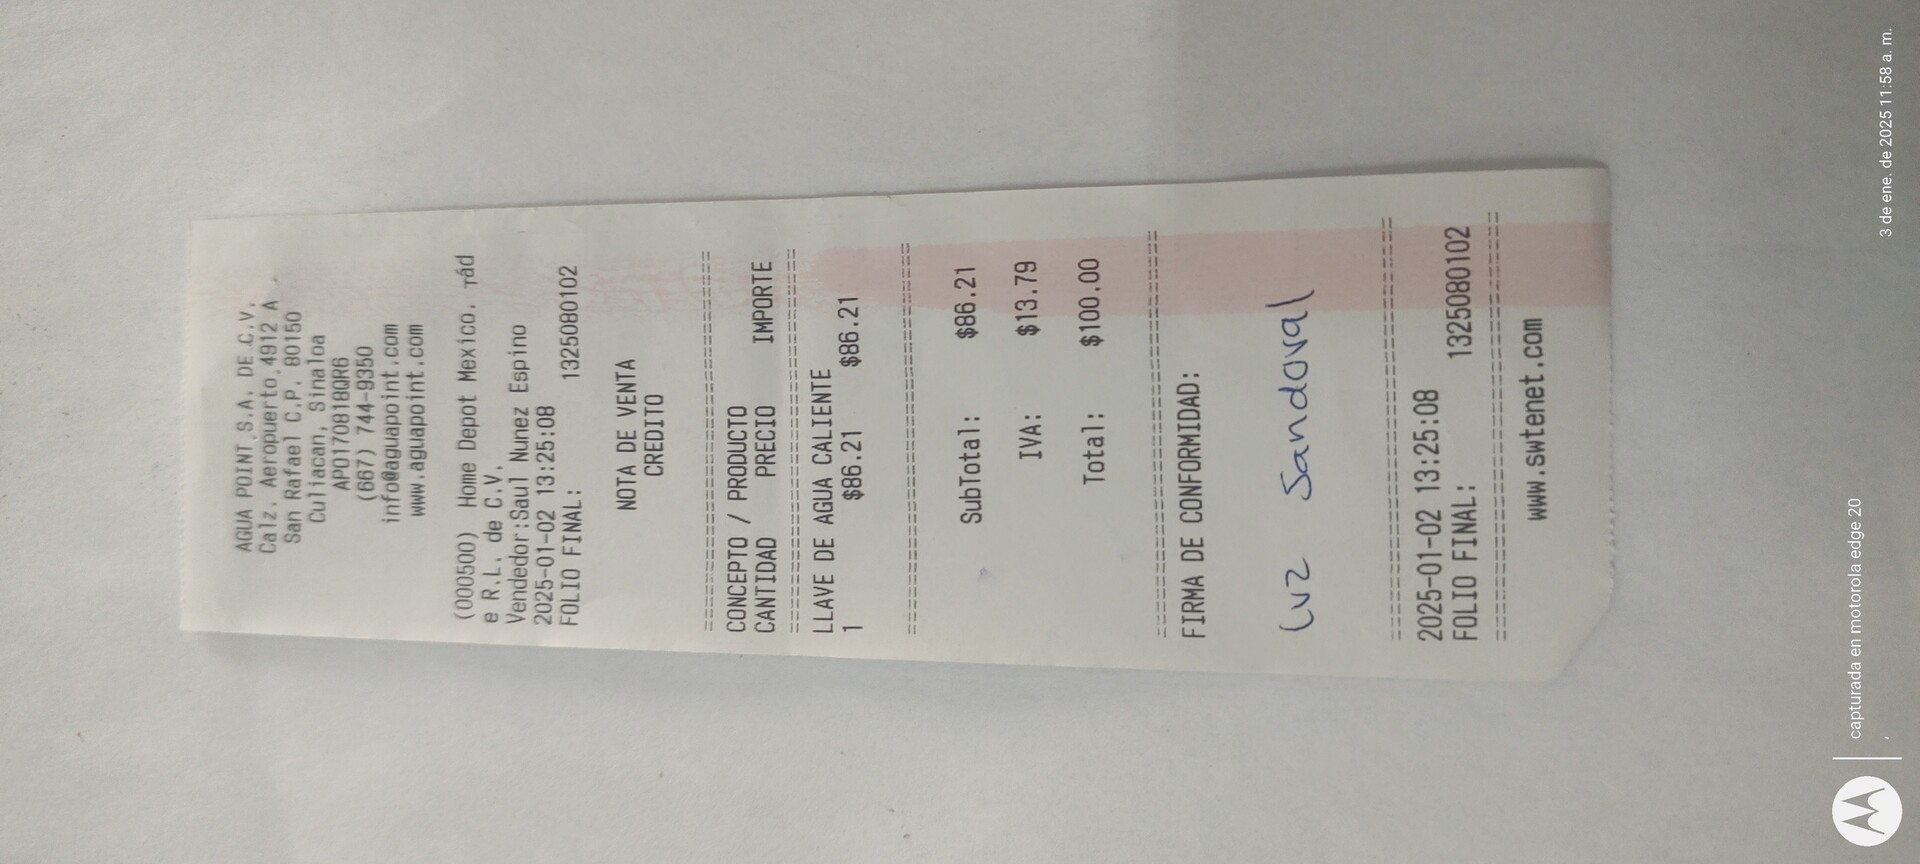 AGUA POINT,S.A. DE.C.V.
Calz. Aeropuerto,4912 A
San Rafael C.P. 80150
Culiacan, Sinaloa
APO170818QR6
(667) 744-9350
info@aguapoint.com
www.aguapoint.com
(000500) Home Depot Mexico.
e R.L. de C.V.
Vendedor:Saul Nunez Espino
2025-01-02 13:25:08
FOLIO FINAL: 1325080102
NOTA DE VENTA
CREDITO
================================
CONCEPTO / PRODUCTO
CANTIDAD PRECIO IMPORTE
================================
LLAVE DE AGUA CALIENTE
1 $86.21 $86.21
================================
SubTotal: $86.21
IVA: $13.79
Total: $100.00
================================
FIRMA DE CONFORMIDAD:
Luz Sandoval
================================
2025-01-02 13:25:08
FOLIO FINAL: 1325080102
================================
www.swtenet.com
capturada en motorola edge 20
,
3 de ene. de 2025 11:58 a. m.